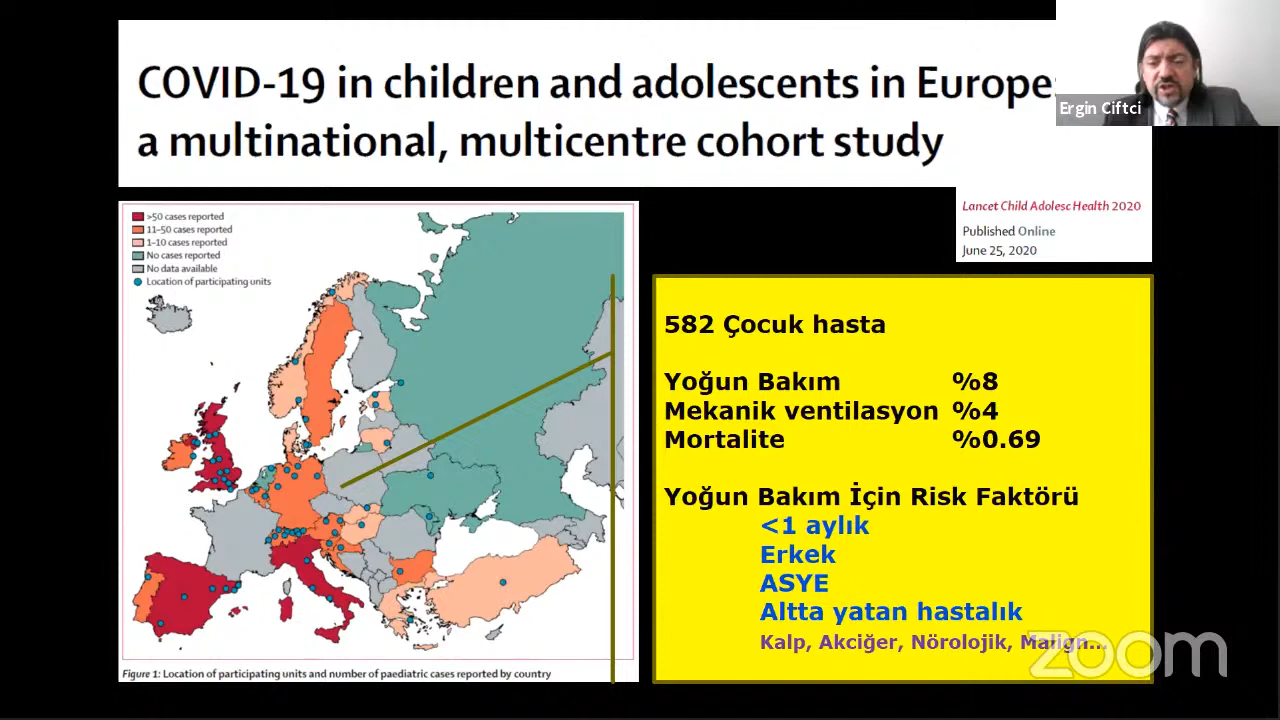 COVID-19 in children and adolescents in Europe:
a multinational, multicentre cohort study
Ergin Ciftci
Lancet Child Adolesc Health 2020
Published Online
June 25, 2020
>50 cases reported
11–50 cases reported
1–10 cases reported
No cases reported
No data available
Location of participating units
Figure 1: Location of participating units and number of paediatric cases reported by country
582 Çocuk hasta
Yoğun Bakım %8
Mekanik ventilasyon %4
Mortalite %0.69
Yoğun Bakım İçin Risk Faktörü
<1 aylık
Erkek
ASYE
Altta yatan hastalık
Kalp, Akciğer, Nörolojik, Malign...
zoom